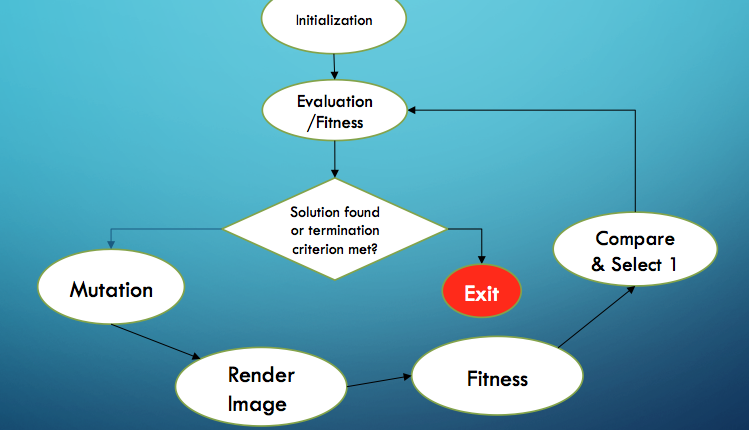 Initialization
Evaluation
/Fitness
Solution found
or termination
criterion met?
Mutation
Exit
Compare
& Select 1
Render
Image
Fitness